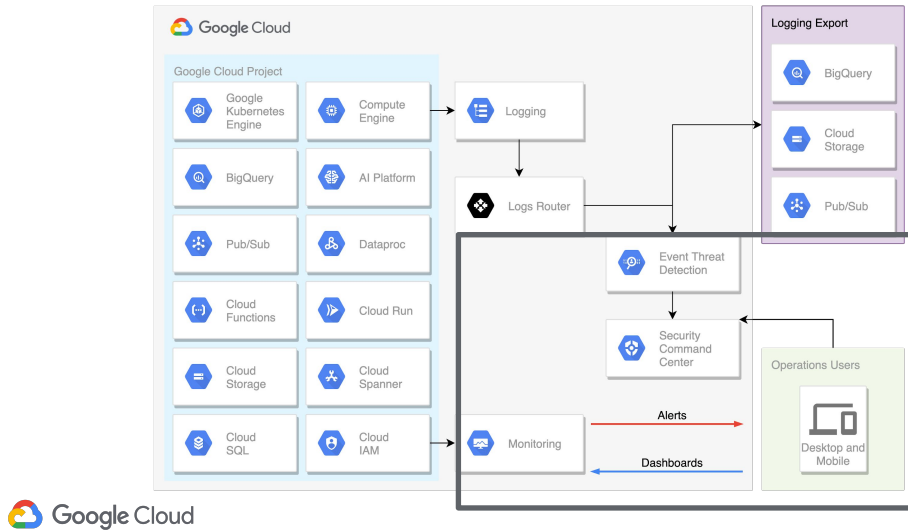 Google Cloud
Logging Export
Google Cloud Project
Google
Kubernetes
Engine
Compute
Engine
Logging
BigQuery
Cloud
Storage
Pub/Sub
BigQuery
AI Platform
Logs Router
Pub/Sub
Dataproc
Event Threat
Detection
Cloud
Functions
Cloud Run
Security
Command
Center
Cloud
Storage
Cloud
Spanner
Operations Users
Cloud
SQL
Cloud
IAM
Monitoring
Alerts
Dashboards
Desktop and
Mobile
Google Cloud